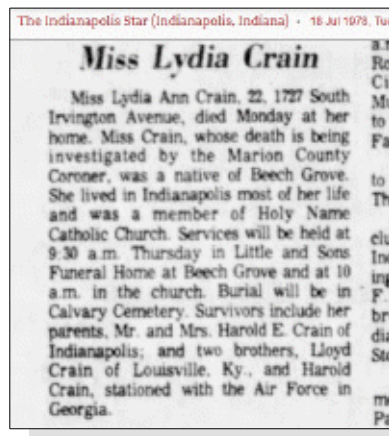 The Indianapolis Star (Indianapolis, Indiana) - 18 Jul 1978, Tue
Miss Lydia Crain
Miss Lydia Ann Crain, 22, 1727 South
Irvington Avenue, died Monday at her
home. Miss Crain, whose death is being
investigated by the Marion County
Coroner, was a native of Beech Grove.
She lived in Indianapolis most of her life
and was a member of Holy Name
Catholic Church. Services will be held at
9:30 a.m. Thursday in Little and Sons
Funeral Home at Beech Grove and at 10
a.m. in the church. Burial will be in
Calvary Cemetery. Survivors include her
parents, Mr. and Mrs. Harold E. Crain of
Indianapolis; and two brothers, Lloyd
Crain of Louisville, Ky., and Harold
Crain, stationed with the Air Force in
Georgia.